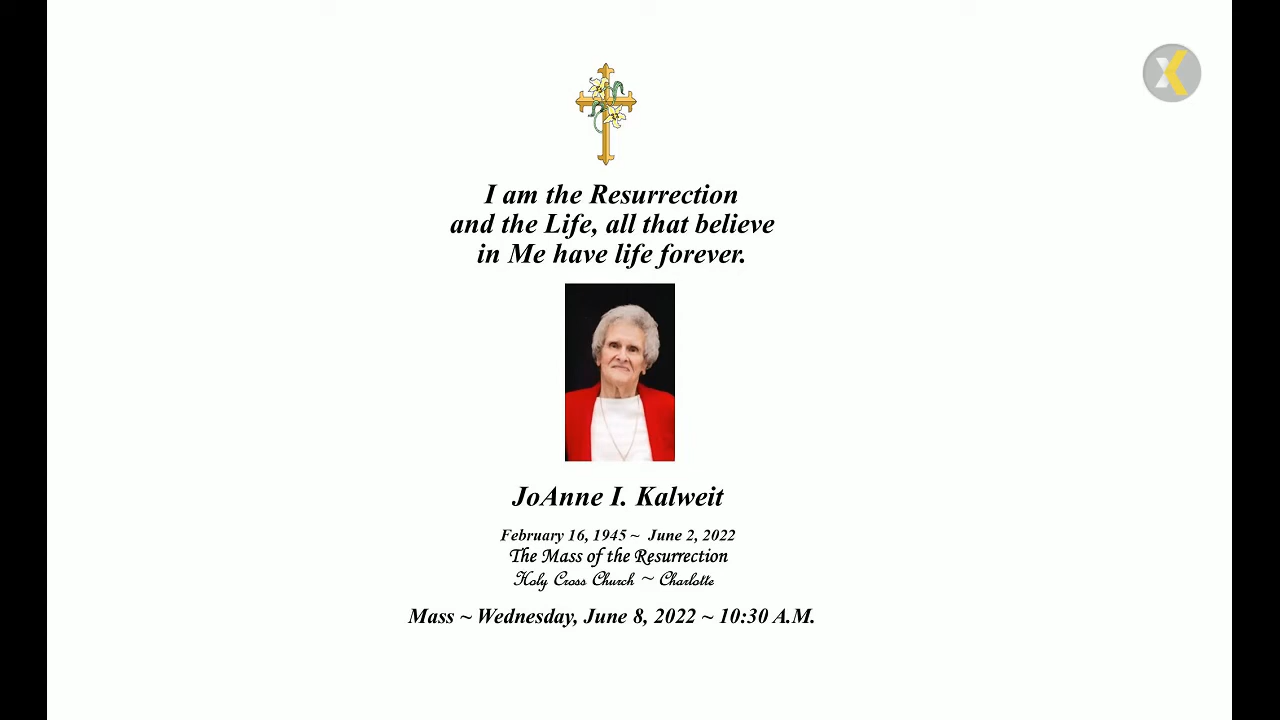 I am the Resurrection
and the Life, all that believe
in Me have life forever.
JoAnne I. Kalweit
February 16, 1945 ~ June 2, 2022
The Mass of the Resurrection
Holy Cross Church ~ Charlotte
Mass ~ Wednesday, June 8, 2022 ~ 10:30 A.M.